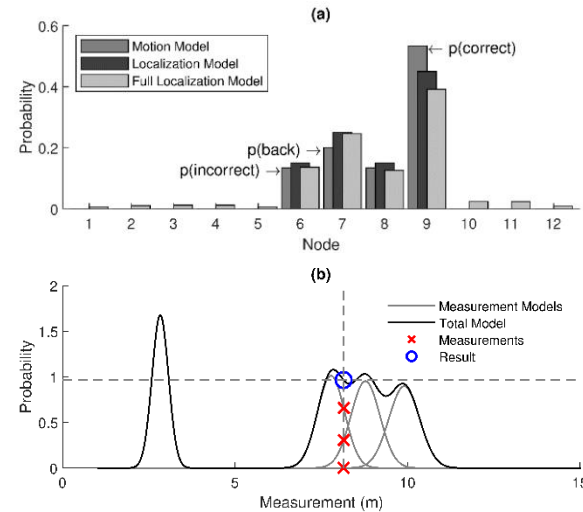 (a)
0.6
0.4
0.2
0
Probability
Motion Model
Localization Model
Full Localization Model
p(correct)
p(back)
p(incorrect)
1 2 3 4 5 6 7 8 9 10 11 12
Node
(b)
2
1.5
1
0.5
0
Probability
Measurement Models
Total Model
Measurements
Result
0 5 10 15
Measurement (m)